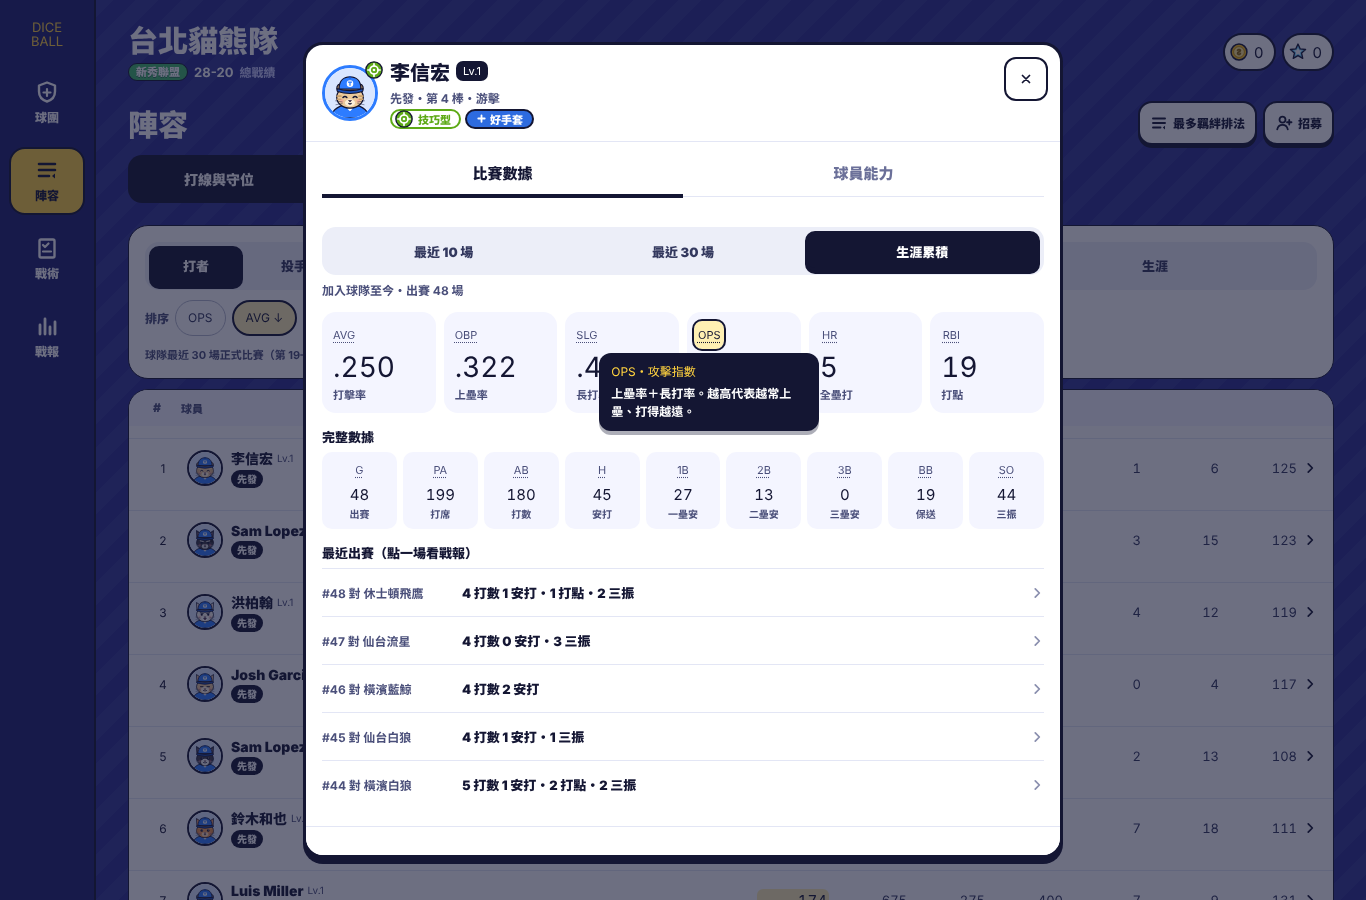 DICE
BALL
球團
陣容
戰術
戰報
台北貓熊隊
新秀聯盟 28-20 總戰績
0 0
陣容
最多羈絆排法 招募
打線與守位
打者 投手
生涯
排序 OPS AVG ↓
球隊最近 30 場正式比賽（第 19-
# 球員
1 李信宏 Lv.1 先發 1 6 125
2 Sam Lopez 先發 3 15 123
3 洪柏翰 Lv.1 先發 4 12 119
4 Josh Garci 先發 0 4 117
5 Sam Lopez 先發 2 13 108
6 鈴木和也 Lv. 先發 7 18 111
Luis Miller Lv.1
李信宏 Lv.1
先發・第 4 棒・游擊
技巧型 + 好手套
×
比賽數據 球員能力
最近 10 場 最近 30 場 生涯累積
加入球隊至今・出賽 48 場
AVG OBP SLG OPS HR RBI
.250 .322 .4 5 19
打擊率 上壘率 長打 全壘打 打點
OPS・攻擊指數
上壘率＋長打率。越高代表越常上
壘、打得越遠。
完整數據
G PA AB H 1B 2B 3B BB SO
48 199 180 45 27 13 0 19 44
出賽 打席 打數 安打 一壘安 二壘安 三壘安 保送 三振
最近出賽（點一場看戰報）
#48 對 休士頓飛鷹 4 打數 1 安打・1 打點・2 三振
#47 對 仙台流星 4 打數 0 安打・3 三振
#46 對 橫濱藍鯨 4 打數 2 安打
#45 對 仙台白狼 4 打數 1 安打・1 三振
#44 對 橫濱白狼 5 打數 1 安打・2 打點・2 三振